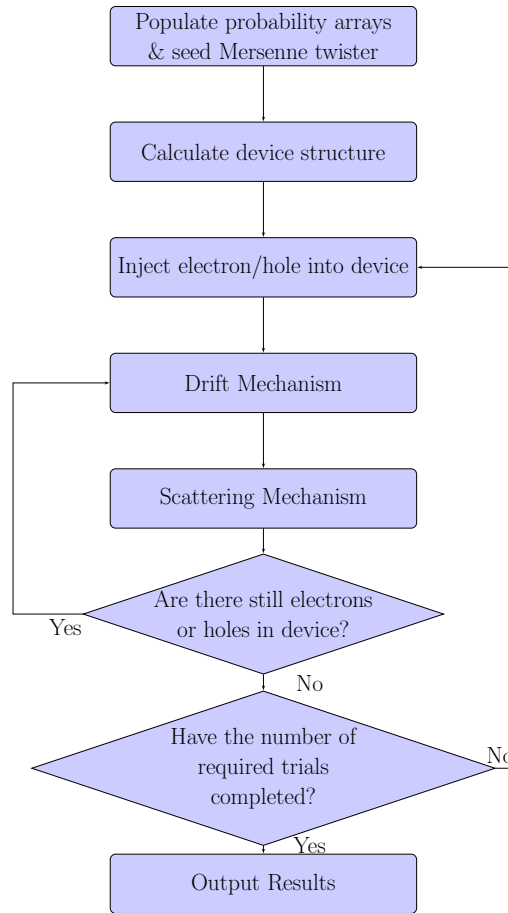 Populate probability arrays
& seed Mersenne twister
Calculate device structure
Inject electron/hole into device
Drift Mechanism
Scattering Mechanism
Are there still electrons
or holes in device?
Yes
No
Have the number of
required trials
completed?
No
Yes
Output Results